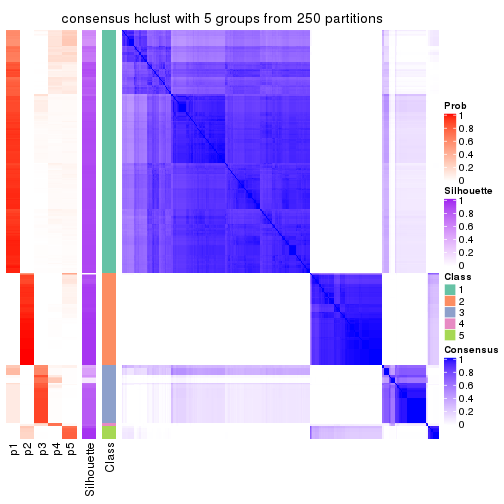 consensus hclust with 5 groups from 250 partitions
Prob
1
0.8
0.6
0.4
0.2
0
Silhouette
1
0.8
0.6
0.4
0.2
0
Class
1
2
3
4
5
Consensus
1
0.8
0.6
0.4
0.2
0
p1
p2
p3
p4
p5
Silhouette
Class